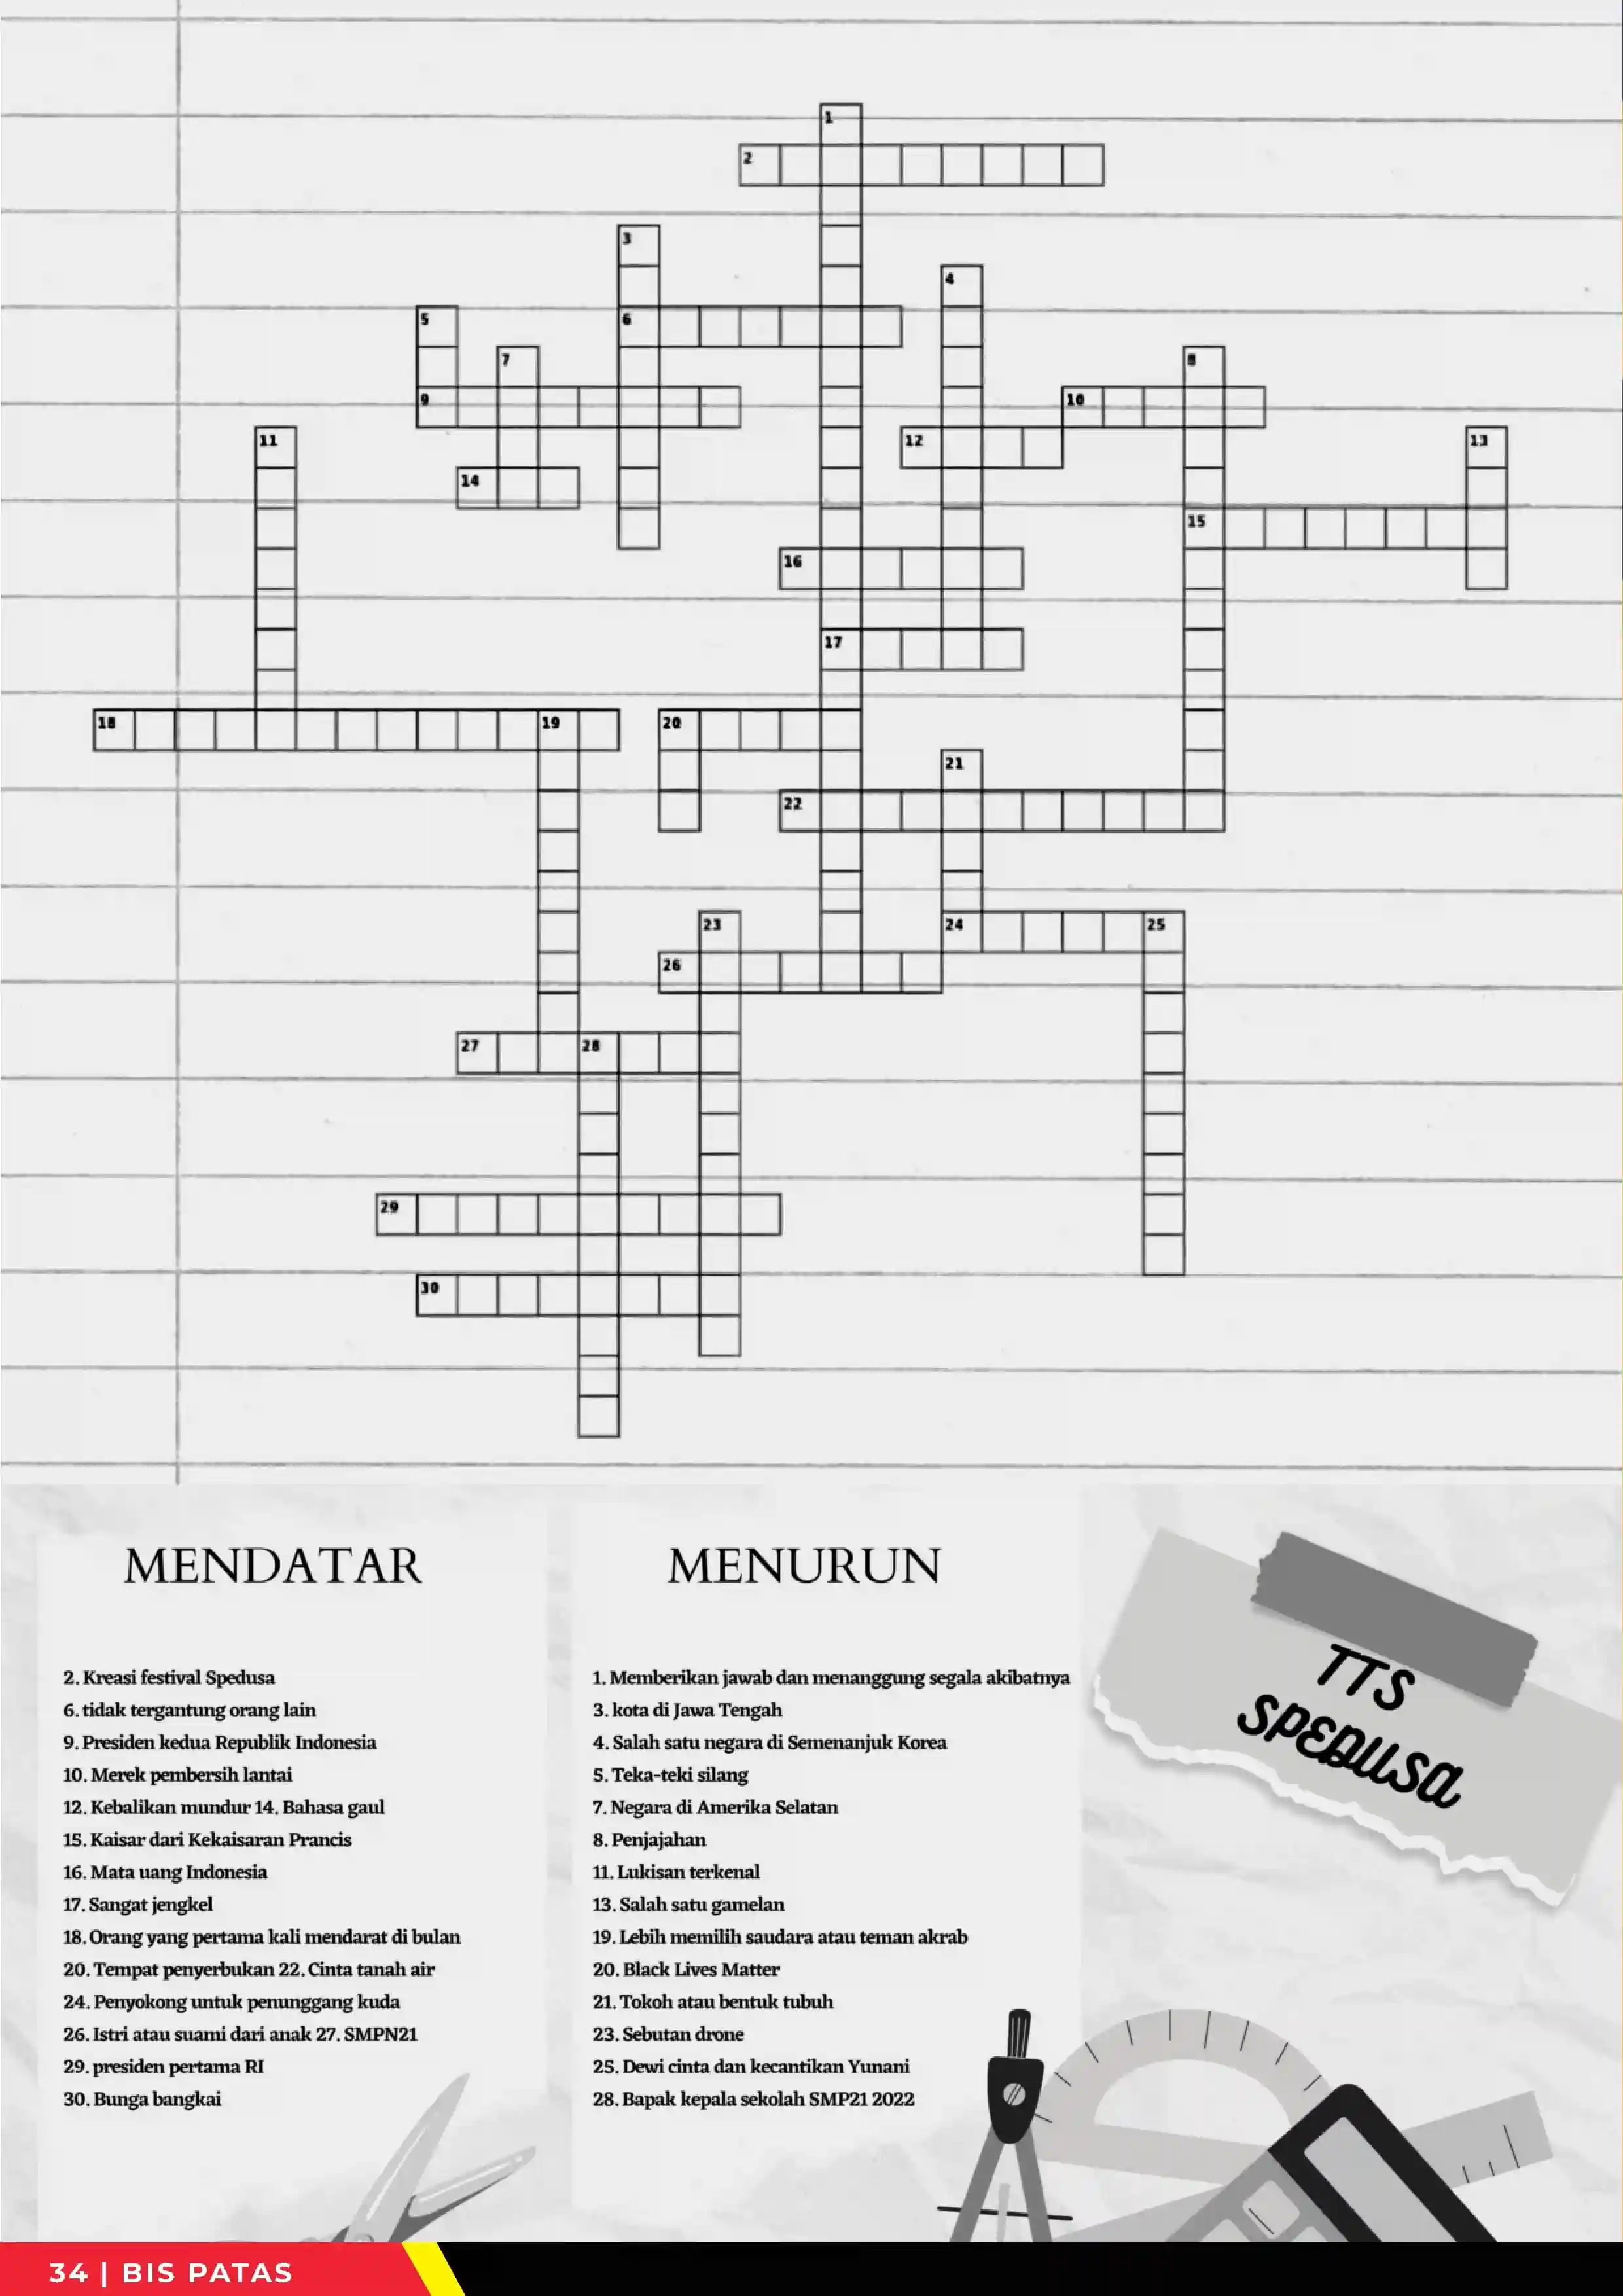 1
2
3
4
5
6
7
8
9
10
11
12
13
14
15
16
17
18
19
20
21
22
23
24
25
26
27
28
29
30
MENDATAR
2. Kreasi festival Spedusa
6. tidak tergantung orang lain
9. Presiden kedua Republik Indonesia
10. Merek pembersih lantai
12. Kebalikan mundur 14. Bahasa gaul
15. Kaisar dari Kekaisaran Prancis
16. Mata uang Indonesia
17. Sangat jengkel
18. Orang yang pertama kali mendarat di bulan
20. Tempat penyerbukan 22. Cinta tanah air
24. Penyokong untuk penunggang kuda
26. Istri atau suami dari anak 27. SMPN21
29. presiden pertama RI
30. Bunga bangkai
MENURUN
1. Memberikan jawab dan menanggung segala akibatnya
3. kota di Jawa Tengah
4. Salah satu negara di Semenanjuk Korea
5. Teka-teki silang
7. Negara di Amerika Selatan
8. Penjajahan
11. Lukisan terkenal
13. Salah satu gamelan
19. Lebih memilih saudara atau teman akrab
20. Black Lives Matter
21. Tokoh atau bentuk tubuh
23. Sebutan drone
25. Dewi cinta dan kecantikan Yunani
28. Bapak kepala sekolah SMP21 2022
TTS
SPEDUSA
34 | BIS PATAS